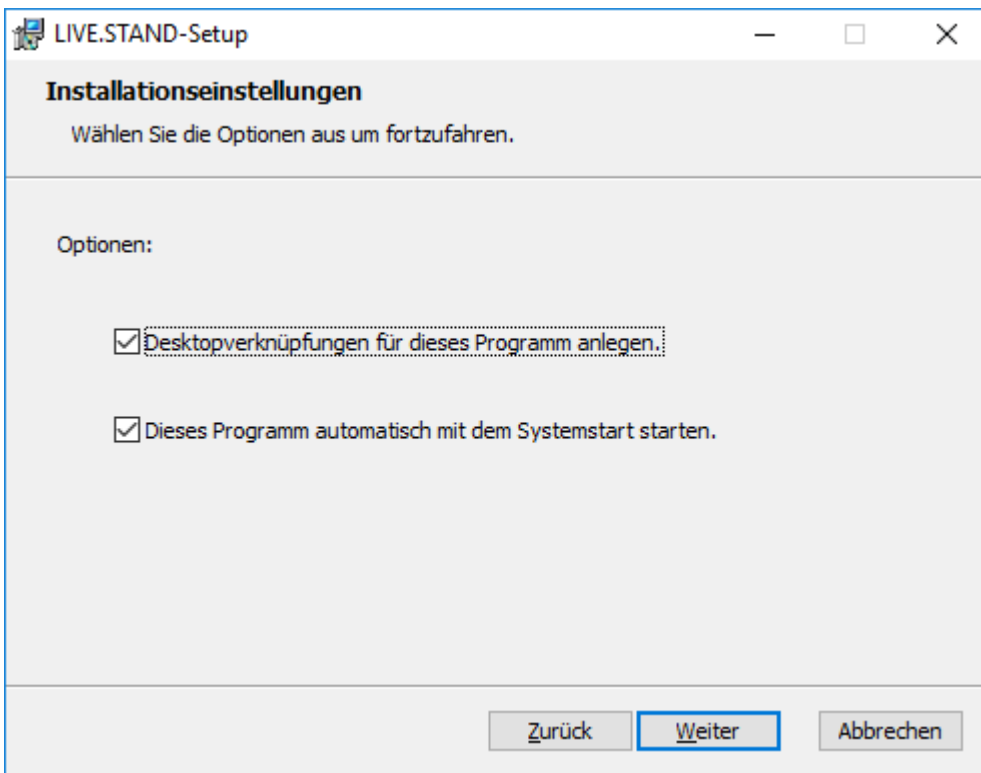 LIVE.STAND-Setup
Installationseinstellungen
Wählen Sie die Optionen aus um fortzufahren.
Optionen:
Desktopverknüpfungen für dieses Programm anlegen.
Dieses Programm automatisch mit dem Systemstart starten.
Zurück Weiter Abbrechen